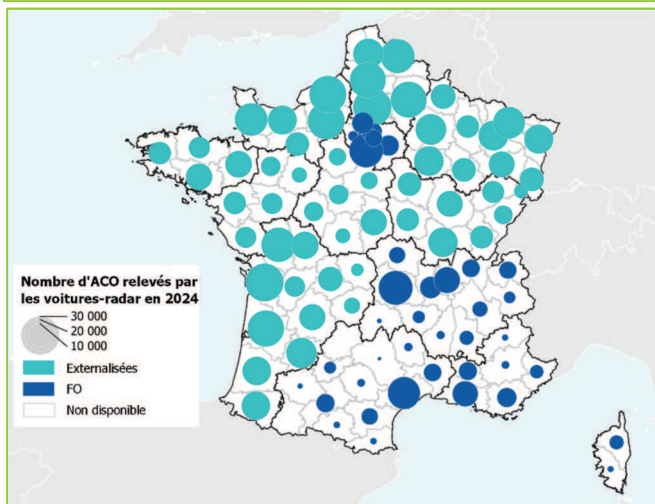 Nombre d'ACO relevés par
les voitures-radar en 2024
30 000
20 000
10 000
Externalisées
FO
Non disponible